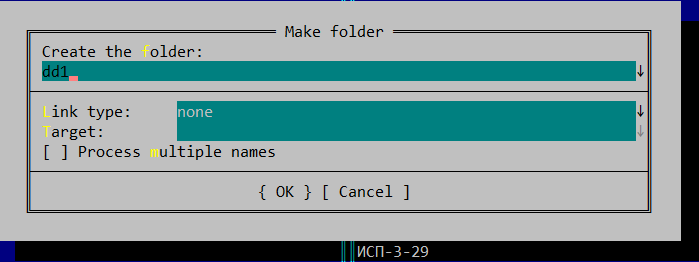 Make folder
Create the folder:
dd1
Link type: none
Target:
[ ] Process multiple names
{ OK } [ Cancel ]
ИСП-3-29